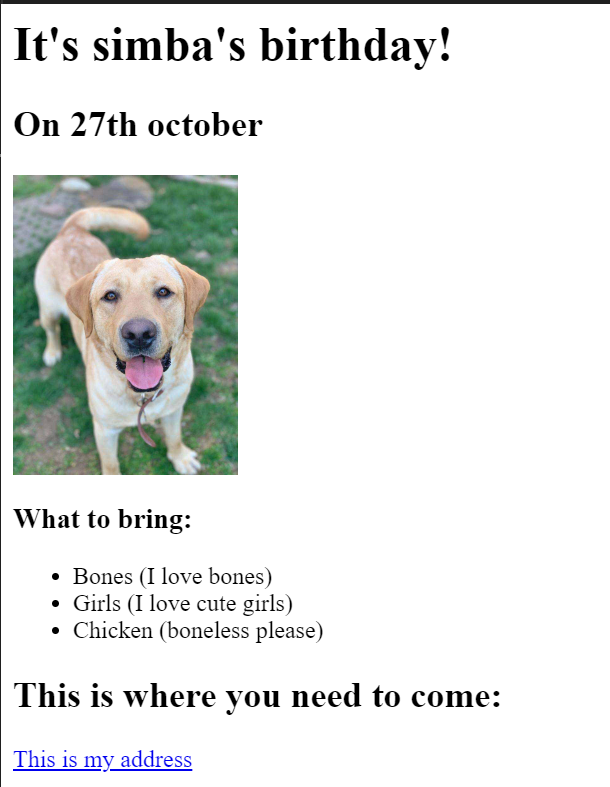 It's simba's birthday!
On 27th october
What to bring:
• Bones (I love bones)
• Girls (I love cute girls)
• Chicken (boneless please)
This is where you need to come:
This is my address